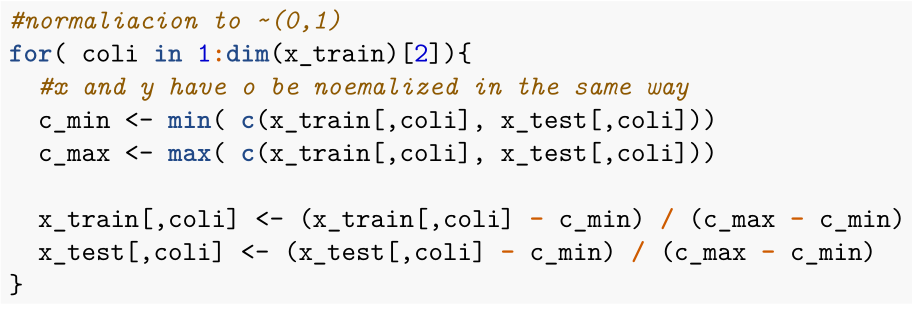 #normaliacion to ~(0,1)
for( coli in 1:dim(x_train)[2]){
  #x and y have o be noemalized in the same way
  c_min <- min( c(x_train[,coli], x_test[,coli]))
  c_max <- max( c(x_train[,coli], x_test[,coli]))

  x_train[,coli] <- (x_train[,coli] - c_min) / (c_max - c_min)
  x_test[,coli] <- (x_test[,coli] - c_min) / (c_max - c_min)
}